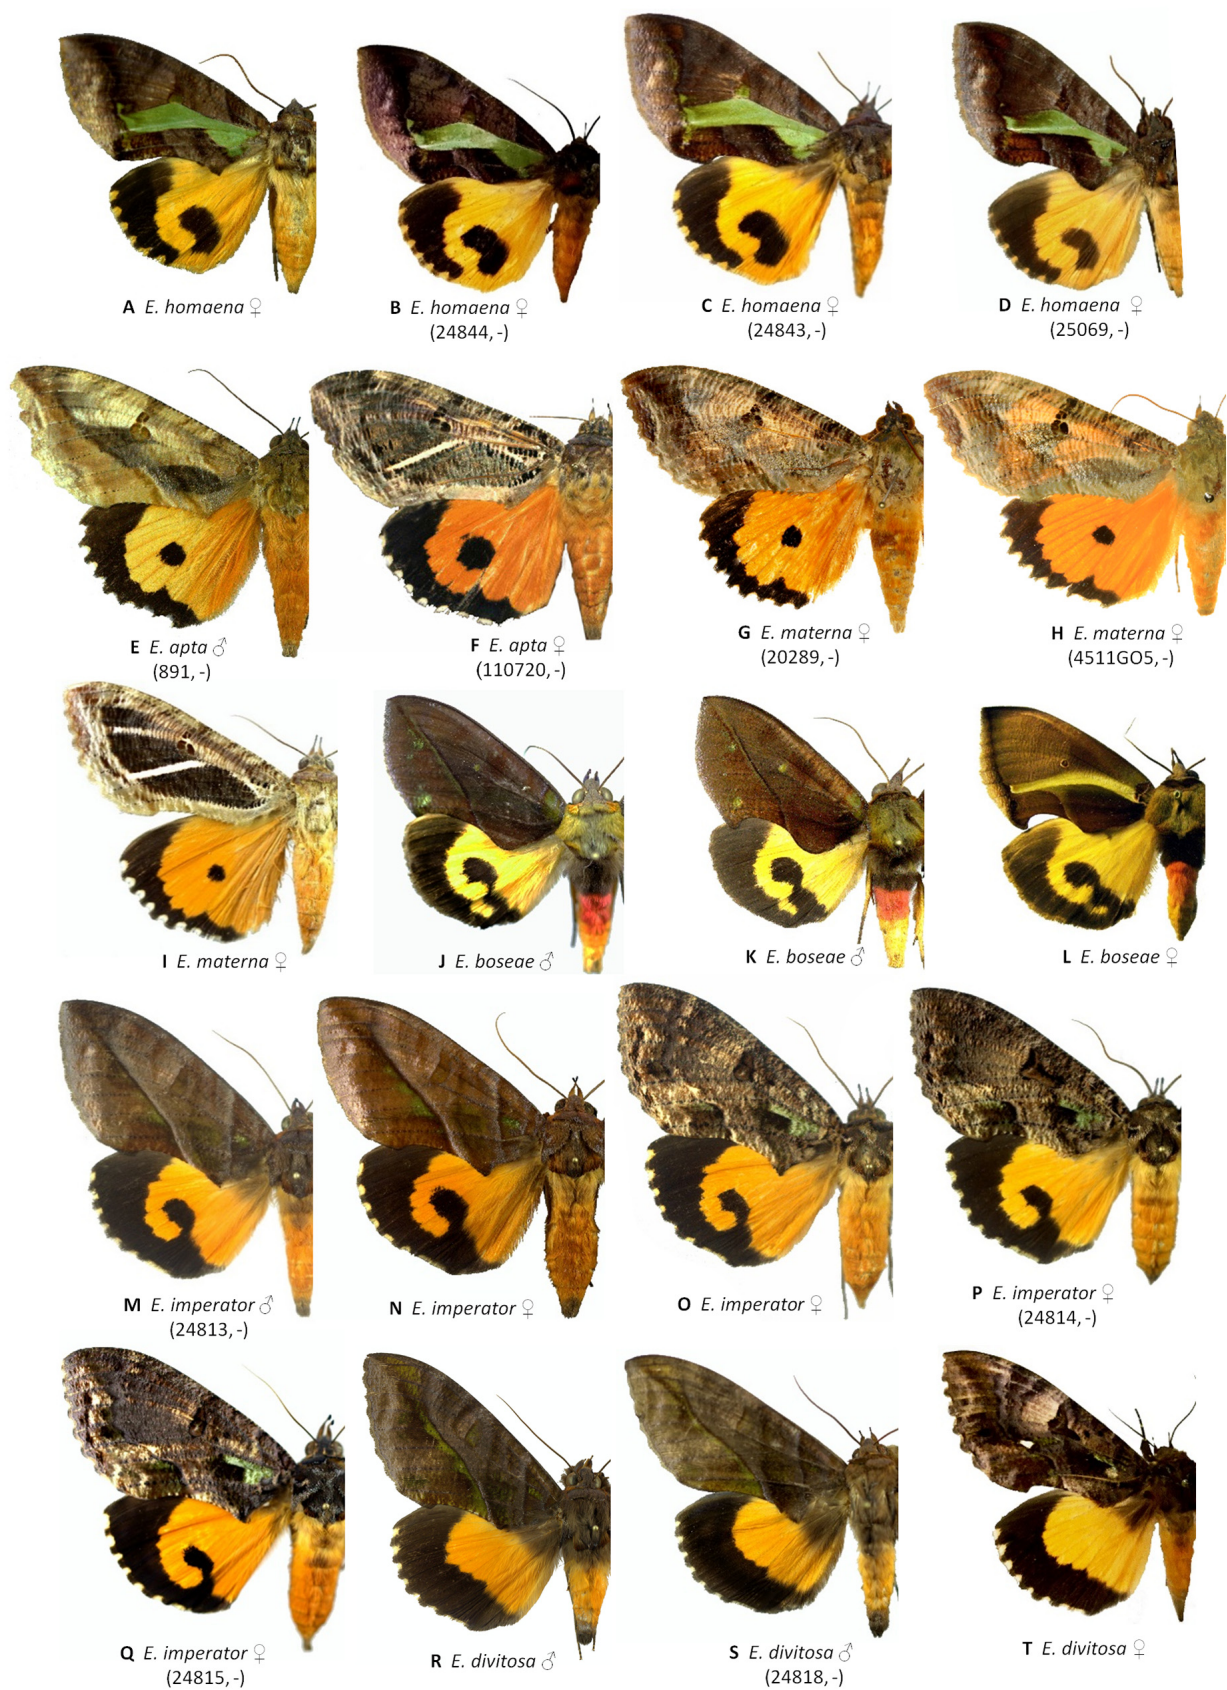 A E. homaena ♀
B E. homaena ♀
(24844, -)
C E. homaena ♀
(24843, -)
D E. homaena ♀
(25069, -)
E E. apta ♂
(891, -)
F E. apta ♀
(110720, -)
G E. materna ♀
(20289, -)
H E. materna ♀
(4511GO5, -)
I E. materna ♀
J E. boseae ♂
K E. boseae ♂
L E. boseae ♀
M E. imperator ♂
(24813, -)
N E. imperator ♀
O E. imperator ♀
P E. imperator ♀
(24814, -)
Q E. imperator ♀
(24815, -)
R E. divitosa ♂
S E. divitosa ♂
(24818, -)
T E. divitosa ♀